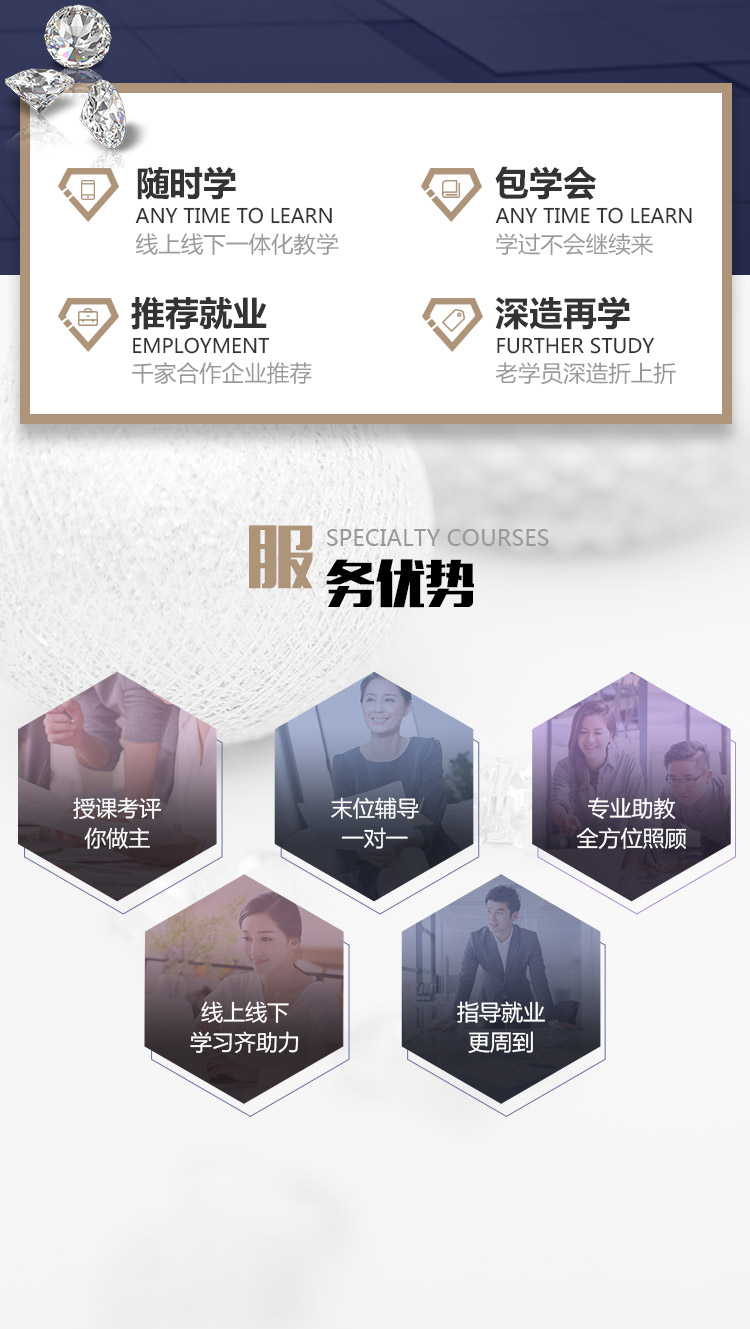 随时学
ANY TIME TO LEARN
线上线下一体化教学
包学会
ANY TIME TO LEARN
学过不会继续来
推荐就业
EMPLOYMENT
千家合作企业推荐
深造再学
FURTHER STUDY
老学员深造折上折
SPECIALTY COURSES
服务优势
授课考评
你做主
末位辅导
一对一
专业助教
全方位照顾
线上线下
学习齐助力
指导就业
更周到